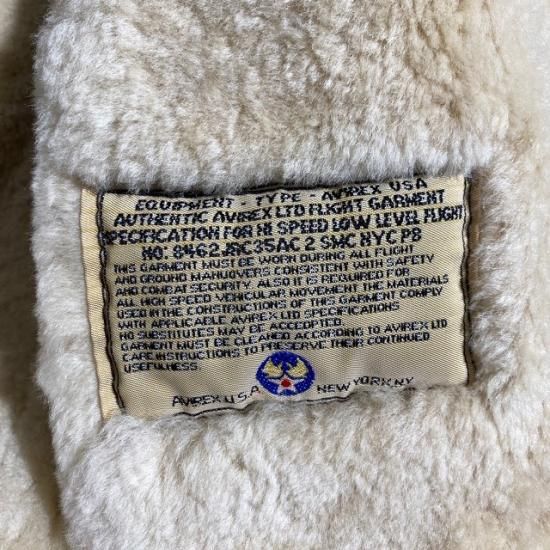 EQUIPMENT - TYPE - AVIREX USA
AUTHENTIC AVIREX LTD FLIGHT GARMENT
SPECIFICATION FOR HI SPEED LOW LEVEL FLIGHT
NO. 8462 JSC35AC 2 SMC NYC P8
THIS GARMENT MUST BE WORN DURING ALL FLIGHT
AND GROUND MANUOVERS CONSISTENT WITH SAFETY
AND COMBAT SECURITY. ALSO IT IS REQUIRED FOR
ALL HIGH SPEED VEHICULAR MOVEMENT. THE MATERIALS
USED IN THE CONSTRUCTIONS OF THIS GARMENT COMPLY
WITH APPLICABLE AVIREX LTD SPECIFICATIONS
NO SUBSTITUTES MAY BE ACCEPTED.
GARMENT MUST BE CLEANED ACCORDING TO AVIREX LTD
CARE INSTRUCTIONS TO PERSERVE THEIR CONTINUED
USEFULNESS.
AVIREX U.S.A. NEW YORK NY